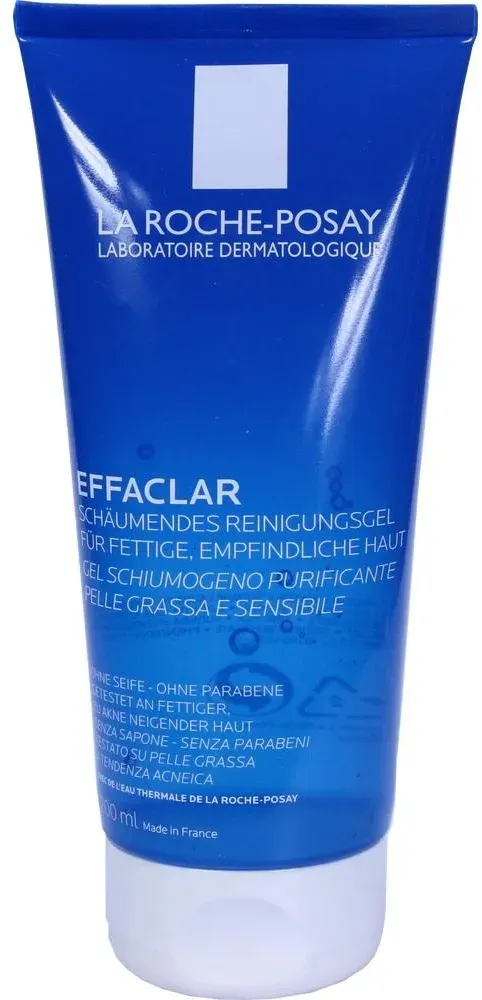 LA ROCHE-POSAY
LABORATOIRE DERMATOLOGIQUE
EFFACLAR
SCHÄUMENDES REINIGUNGSGEL
FÜR FETTIGE, EMPFINDLICHE HAUT
GEL SCHIUMOGENO PURIFICANTE
PELLE GRASSA E SENSIBILE
OHNE SEIFE - OHNE PARABENE
GETESTET AN FETTIGER,
ZU AKNE NEIGENDER HAUT
SENZA SAPONE - SENZA PARABENI
TESTATO SU PELLE GRASSA
A TENDENZA ACNEICA
AVEC DE L'EAU THERMALE DE LA ROCHE-POSAY
200 ml Made in France